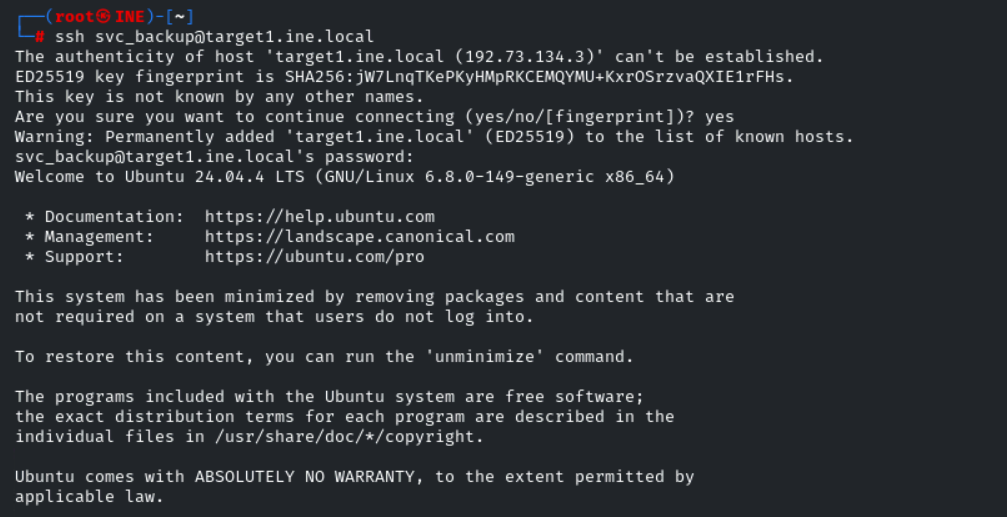 ┌──(root㉿INE)-[~]
└─# ssh svc_backup@target1.ine.local
The authenticity of host 'target1.ine.local (192.73.134.3)' can't be established.
ED25519 key fingerprint is SHA256:jW7LnqTKePKyHMpRKCEMQYMU+KxrOSrzvaQXIE1rFHs.
This key is not known by any other names.
Are you sure you want to continue connecting (yes/no/[fingerprint])? yes
Warning: Permanently added 'target1.ine.local' (ED25519) to the list of known hosts.
svc_backup@target1.ine.local's password:
Welcome to Ubuntu 24.04.4 LTS (GNU/Linux 6.8.0-149-generic x86_64)

 * Documentation:  https://help.ubuntu.com
 * Management:     https://landscape.canonical.com
 * Support:        https://ubuntu.com/pro

This system has been minimized by removing packages and content that are
not required on a system that users do not log into.

To restore this content, you can run the 'unminimize' command.

The programs included with the Ubuntu system are free software;
the exact distribution terms for each program are described in the
individual files in /usr/share/doc/*/copyright.

Ubuntu comes with ABSOLUTELY NO WARRANTY, to the extent permitted by
applicable law.